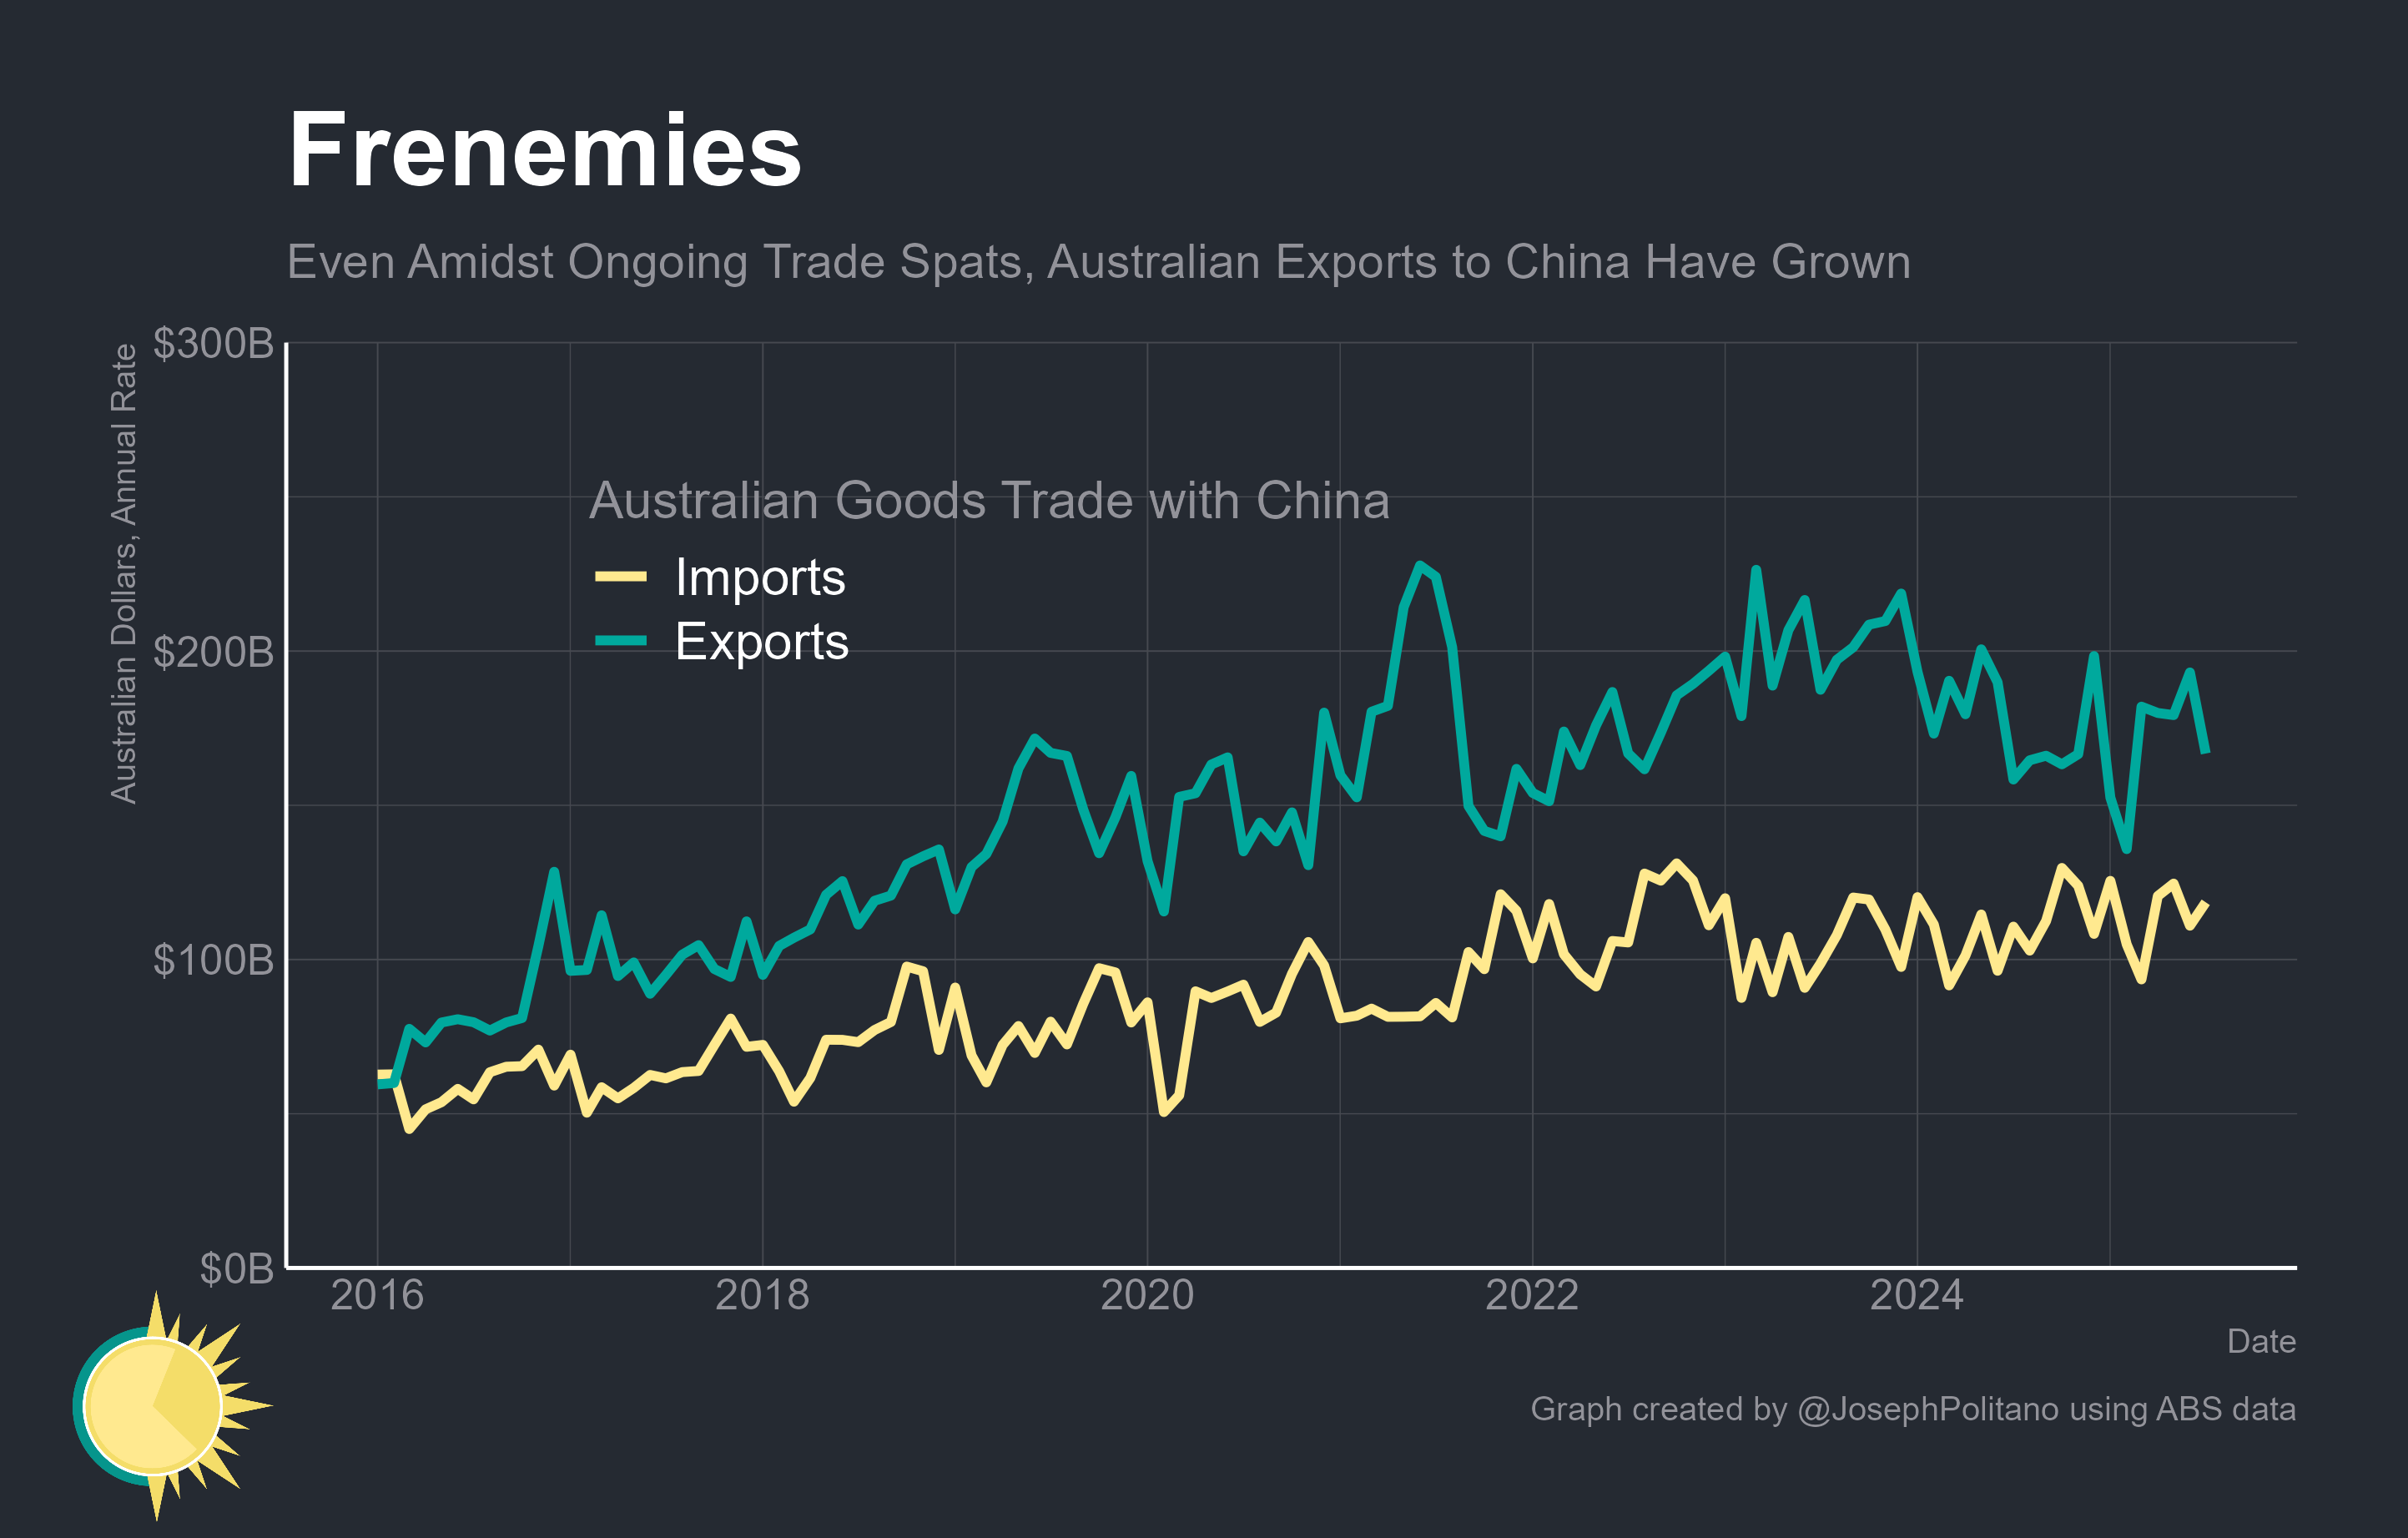 Frenemies
Even Amidst Ongoing Trade Spats, Australian Exports to China Have Grown
Australian Dollars, Annual Rate
$300B
$200B
$100B
$0B
Australian Goods Trade with China
Imports
Exports
2016
2018
2020
2022
2024
Date
Graph created by @JosephPolitano using ABS data